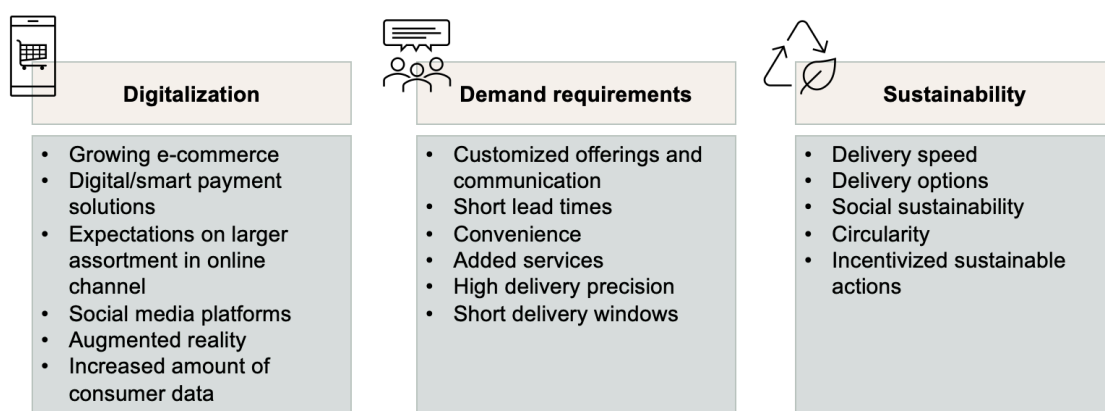 Digitalization
• Growing e-commerce
• Digital/smart payment
solutions
• Expectations on larger
assortment in online
channel
• Social media platforms
• Augmented reality
• Increased amount of
consumer data
Demand requirements
• Customized offerings and
communication
• Short lead times
• Convenience
• Added services
• High delivery precision
• Short delivery windows
Sustainability
• Delivery speed
• Delivery options
• Social sustainability
• Circularity
• Incentivized sustainable
actions